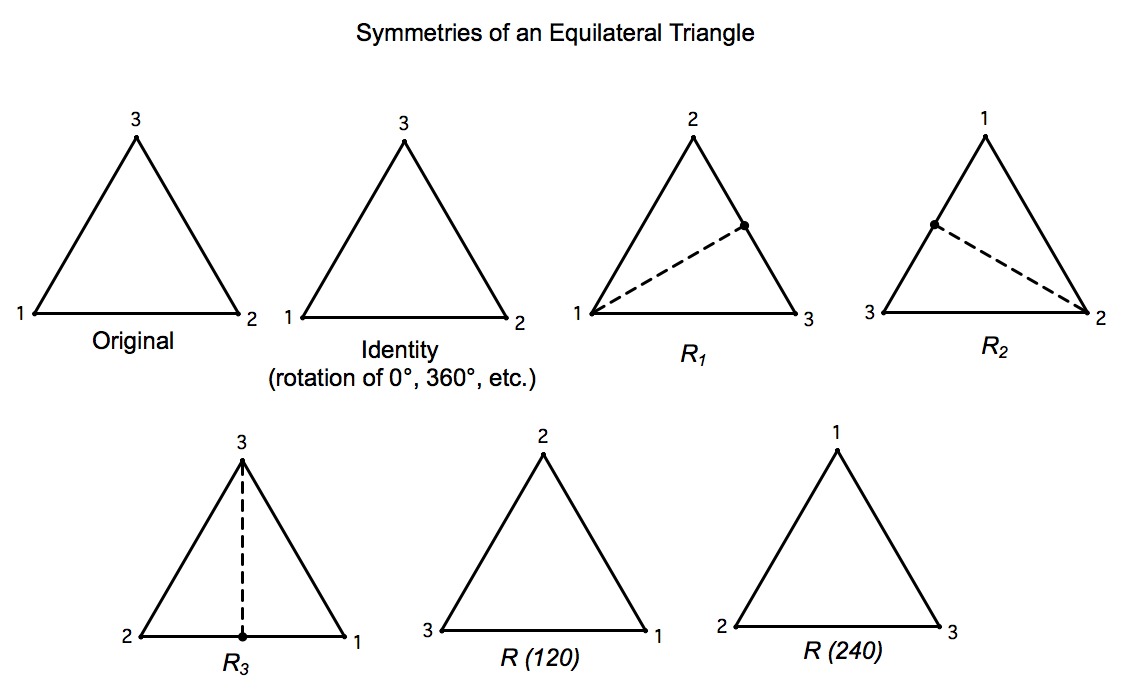 Symmetries of an Equilateral Triangle
3
1
2
Original
3
1
2
Identity
(rotation of 0°, 360°, etc.)
2
1
3
R₁
1
3
2
R₂
3
2
1
R₃
2
3
1
R (120)
1
2
3
R (240)